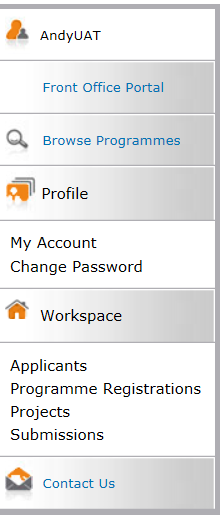 AndyUAT
Front Office Portal
Browse Programmes
Profile
My Account
Change Password
Workspace
Applicants
Programme Registrations
Projects
Submissions
Contact Us